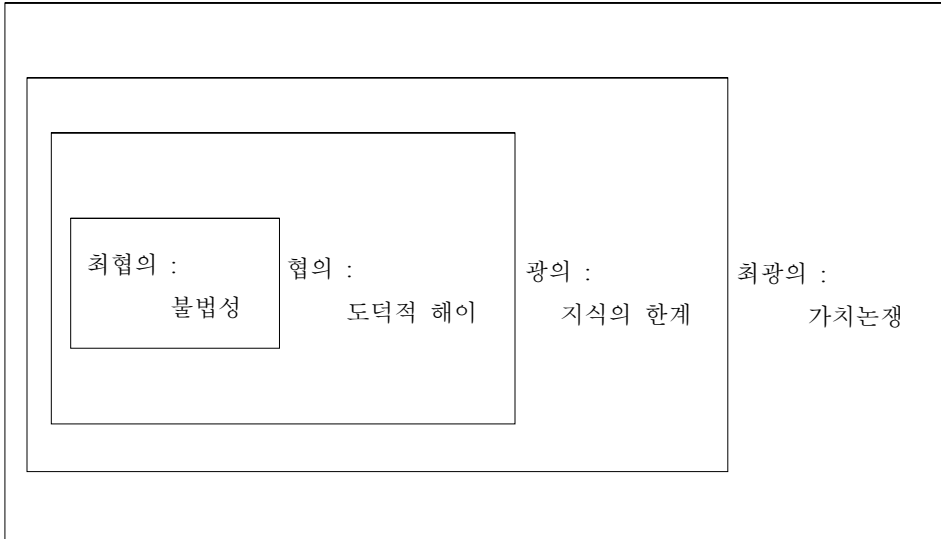 최협의 :
불법성
협의 :
도덕적 해이
광의 :
지식의 한계
최광의 :
가치논쟁